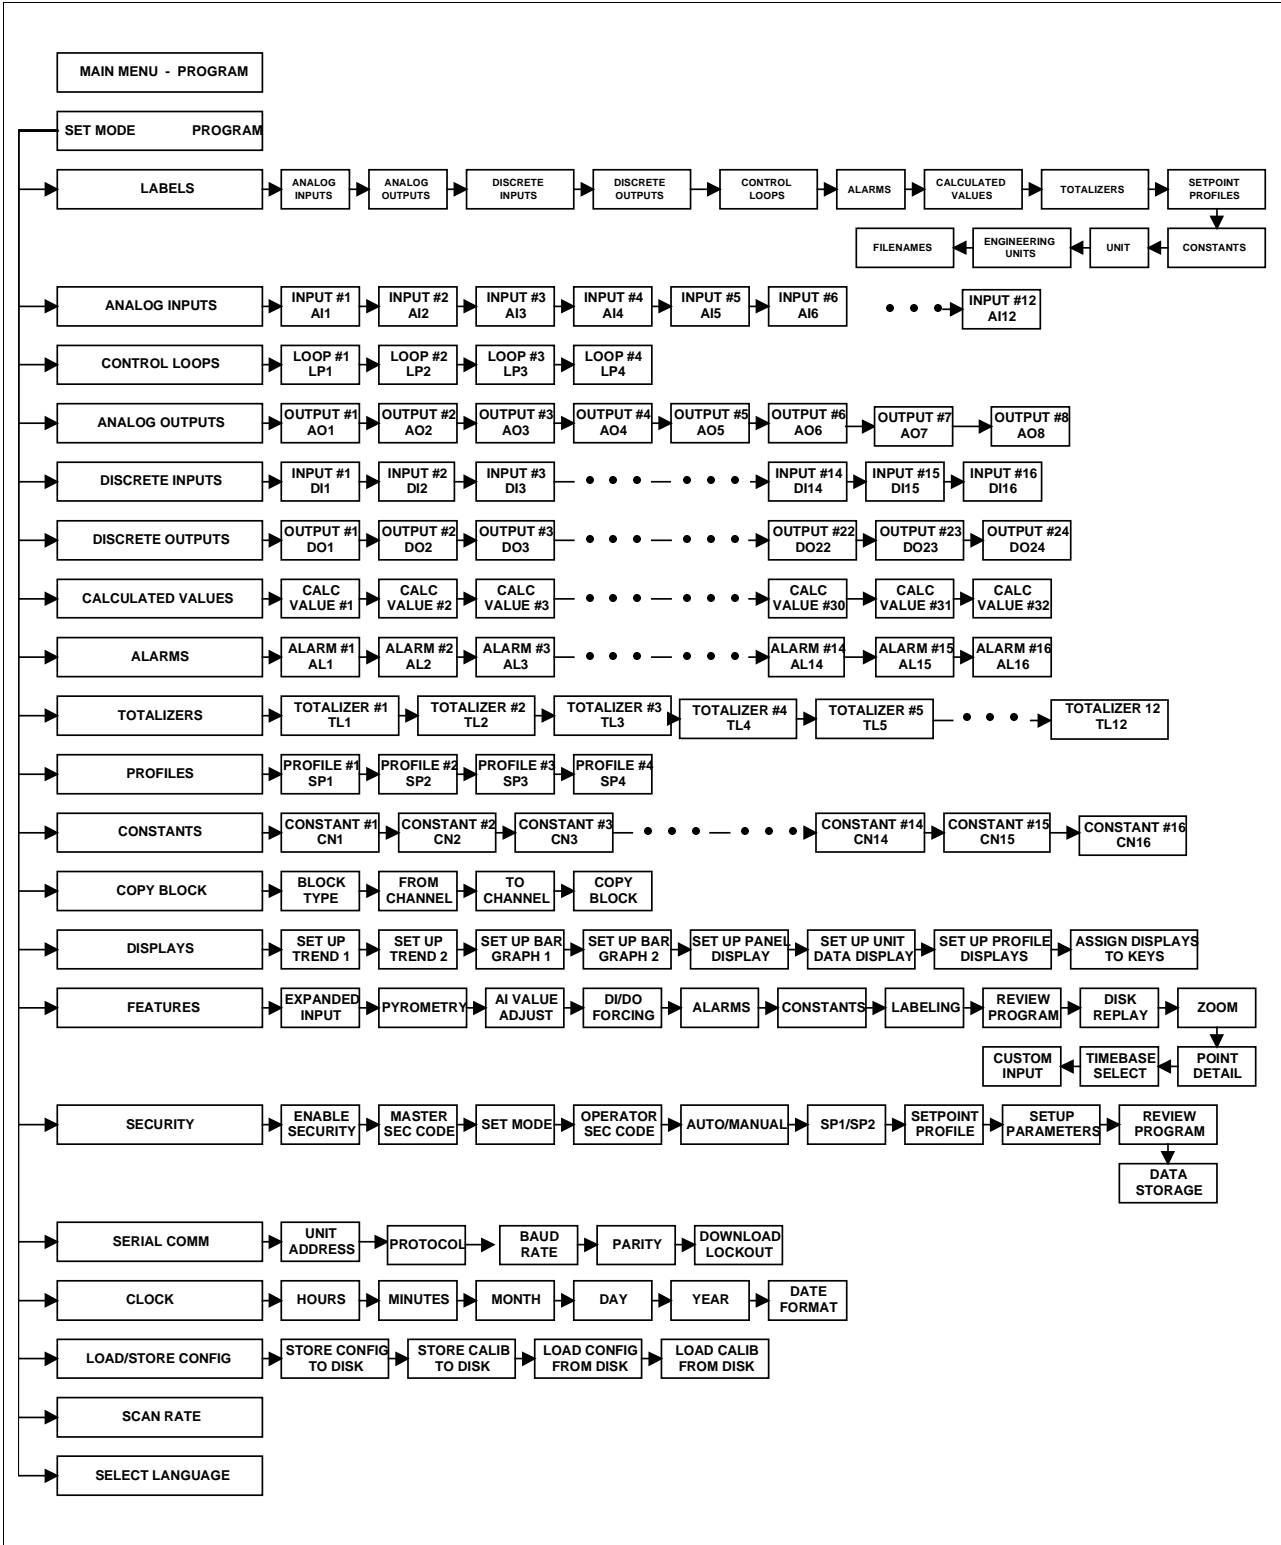 MAIN MENU - PROGRAM
SET MODE PROGRAM
LABELS
ANALOG
INPUTS
ANALOG
OUTPUTS
DISCRETE
INPUTS
DISCRETE
OUTPUTS
CONTROL
LOOPS
ALARMS
CALCULATED
VALUES
TOTALIZERS
SETPOINT
PROFILES
CONSTANTS
UNIT
ENGINEERING
UNITS
FILENAMES
ANALOG INPUTS
INPUT #1
AI1
INPUT #2
AI2
INPUT #3
AI3
INPUT #4
AI4
INPUT #5
AI5
INPUT #6
AI6
INPUT #12
AI12
CONTROL LOOPS
LOOP #1
LP1
LOOP #2
LP2
LOOP #3
LP3
LOOP #4
LP4
ANALOG OUTPUTS
OUTPUT #1
AO1
OUTPUT #2
AO2
OUTPUT #3
AO3
OUTPUT #4
AO4
OUTPUT #5
AO5
OUTPUT #6
AO6
OUTPUT #7
AO7
OUTPUT #8
AO8
DISCRETE INPUTS
INPUT #1
DI1
INPUT #2
DI2
INPUT #3
DI3
INPUT #14
DI14
INPUT #15
DI15
INPUT #16
DI16
DISCRETE OUTPUTS
OUTPUT #1
DO1
OUTPUT #2
DO2
OUTPUT #3
DO3
OUTPUT #22
DO22
OUTPUT #23
DO23
OUTPUT #24
DO24
CALCULATED VALUES
CALC
VALUE #1
CALC
VALUE #2
CALC
VALUE #3
CALC
VALUE #30
CALC
VALUE #31
CALC
VALUE #32
ALARMS
ALARM #1
AL1
ALARM #2
AL2
ALARM #3
AL3
ALARM #14
AL14
ALARM #15
AL15
ALARM #16
AL16
TOTALIZERS
TOTALIZER #1
TL1
TOTALIZER #2
TL2
TOTALIZER #3
TL3
TOTALIZER #4
TL4
TOTALIZER #5
TL5
TOTALIZER 12
TL12
PROFILES
PROFILE #1
SP1
PROFILE #2
SP2
PROFILE #3
SP3
PROFILE #4
SP4
CONSTANTS
CONSTANT #1
CN1
CONSTANT #2
CN2
CONSTANT #3
CN3
CONSTANT #14
CN14
CONSTANT #15
CN15
CONSTANT #16
CN16
COPY BLOCK
BLOCK
TYPE
FROM
CHANNEL
TO
CHANNEL
COPY
BLOCK
DISPLAYS
SET UP
TREND 1
SET UP
TREND 2
SET UP BAR
GRAPH 1
SET UP BAR
GRAPH 2
SET UP PANEL
DISPLAY
SET UP UNIT
DATA DISPLAY
SET UP PROFILE
DISPLAYS
ASSIGN DISPLAYS
TO KEYS
FEATURES
EXPANDED
INPUT
PYROMETRY
AI VALUE
ADJUST
DI/DO
FORCING
ALARMS
CONSTANTS
LABELING
REVIEW
PROGRAM
DISK
REPLAY
ZOOM
POINT
DETAIL
TIMEBASE
SELECT
CUSTOM
INPUT
SECURITY
ENABLE
SECURITY
MASTER
SEC CODE
SET MODE
OPERATOR
SEC CODE
AUTO/MANUAL
SP1/SP2
SETPOINT
PROFILE
SETUP
PARAMETERS
REVIEW
PROGRAM
DATA
STORAGE
SERIAL COMM
UNIT
ADDRESS
PROTOCOL
BAUD
RATE
PARITY
DOWNLOAD
LOCKOUT
CLOCK
HOURS
MINUTES
MONTH
DAY
YEAR
DATE
FORMAT
LOAD/STORE CONFIG
STORE CONFIG
TO DISK
STORE CALIB
TO DISK
LOAD CONFIG
FROM DISK
LOAD CALIB
FROM DISK
SCAN RATE
SELECT LANGUAGE